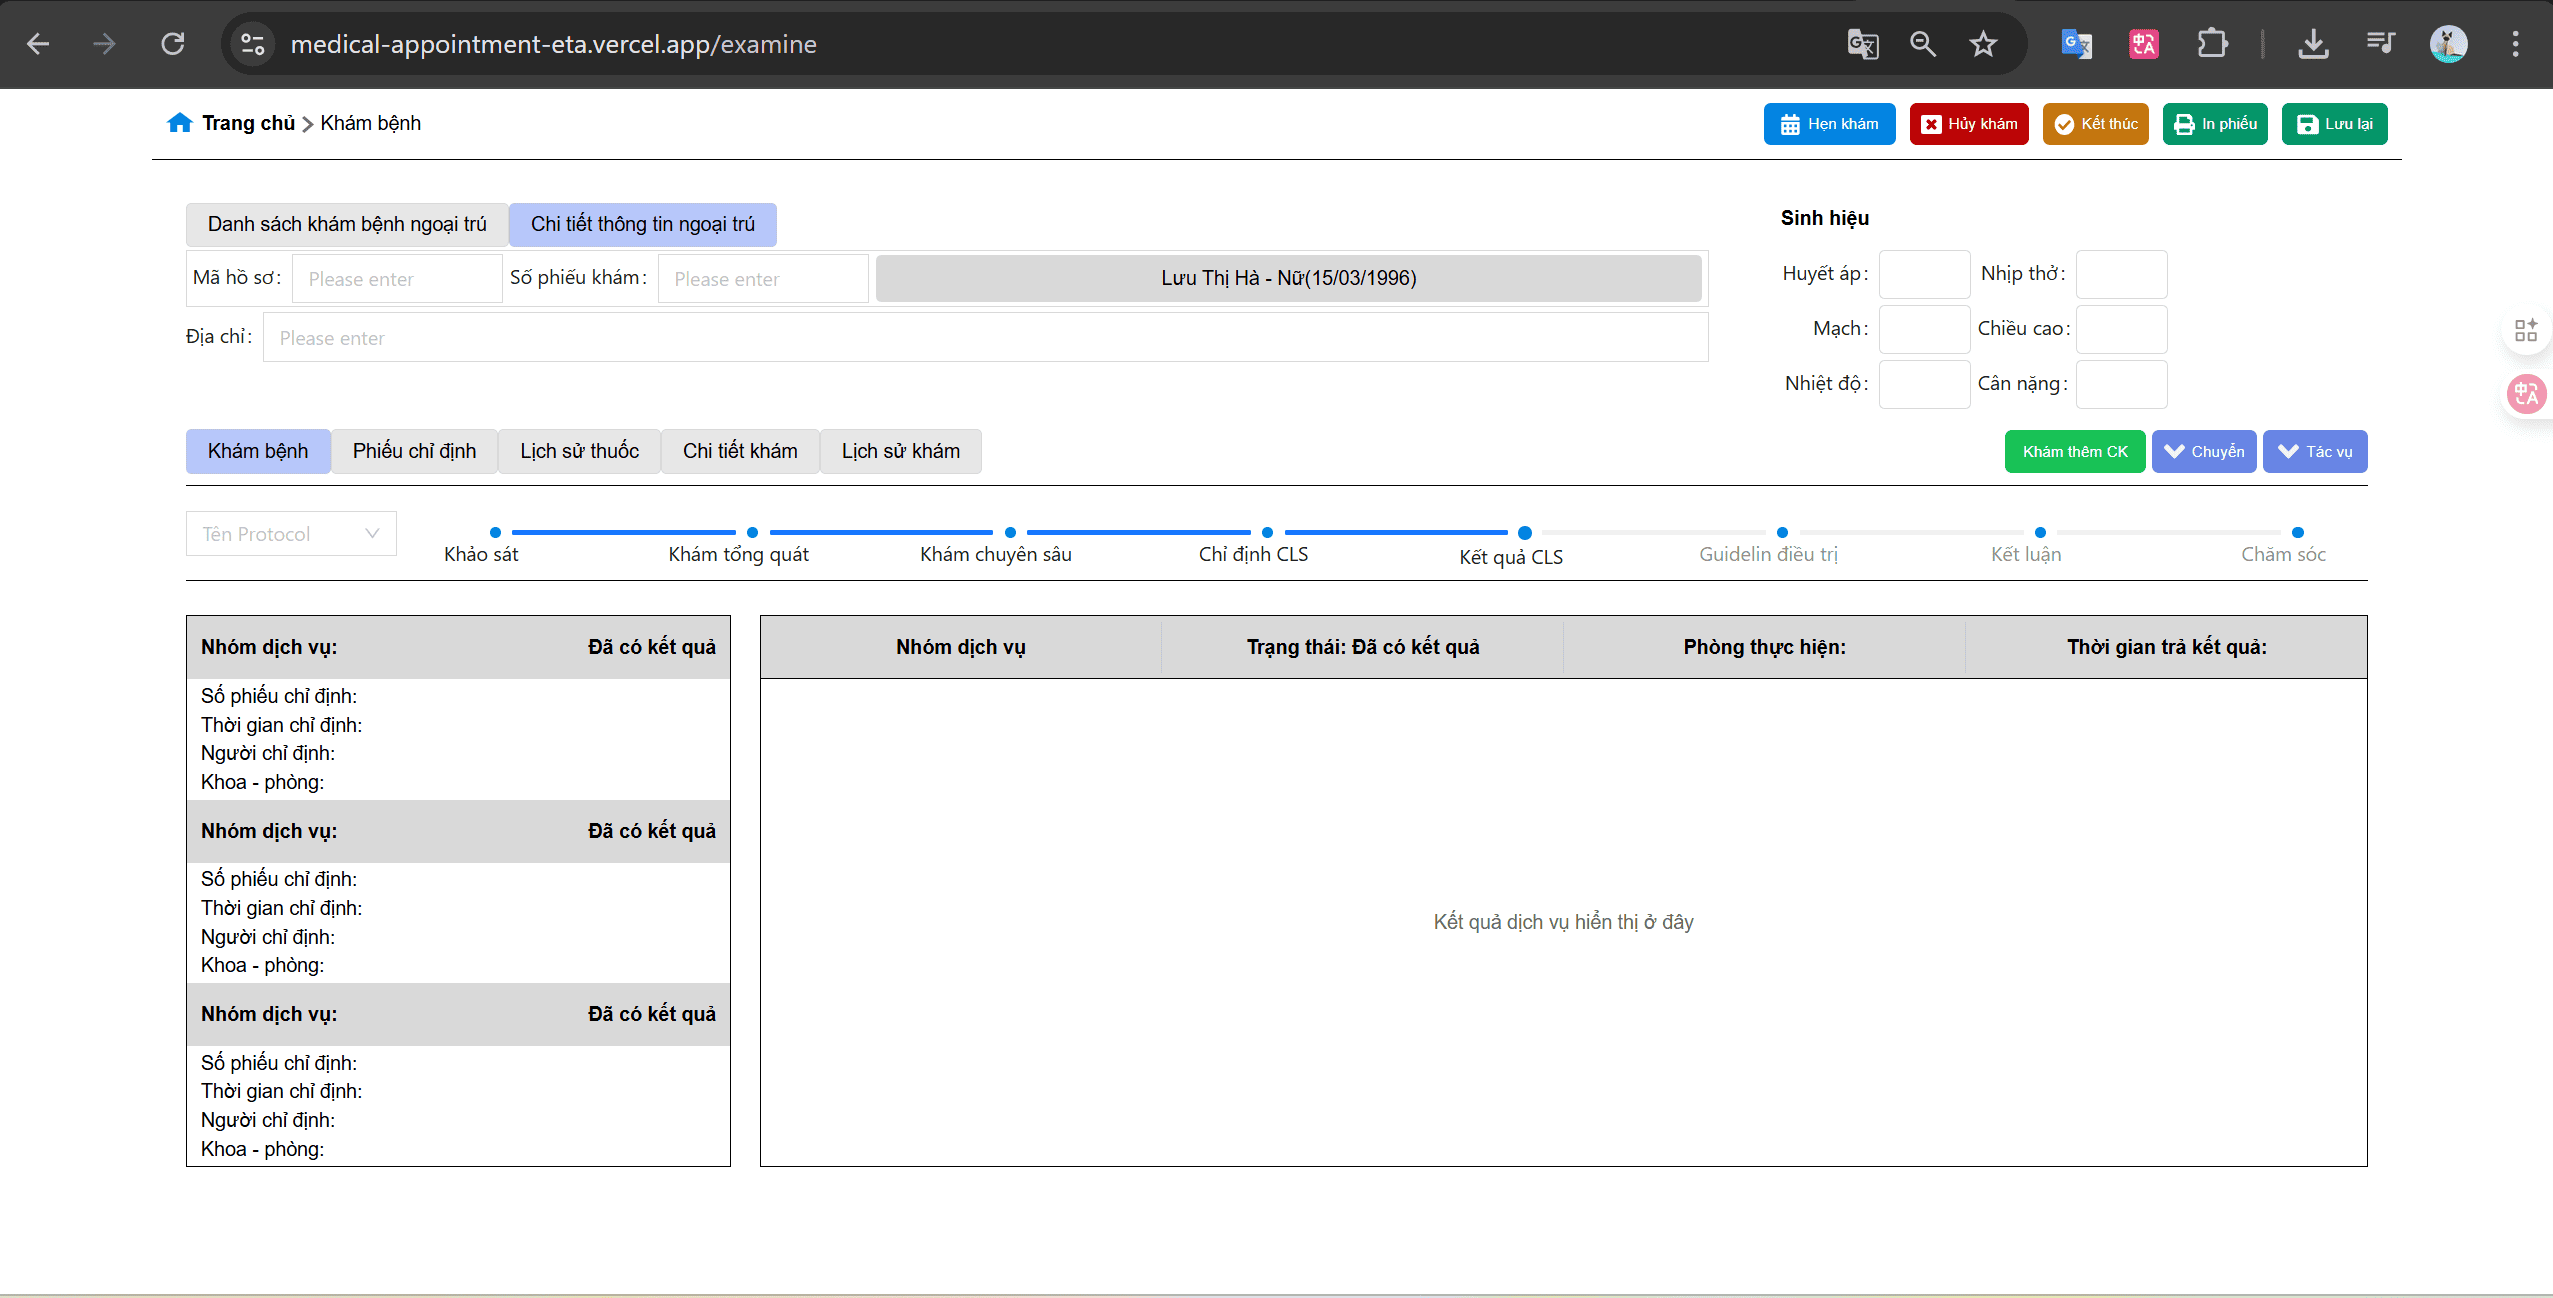 medical-appointment-eta.vercel.app/examine
Trang chủ > Khám bệnh
Hẹn khám
Hủy khám
Kết thúc
In phiếu
Lưu lại
Danh sách khám bệnh ngoại trú
Chi tiết thông tin ngoại trú
Mã hồ sơ: Please enter
Số phiếu khám: Please enter
Lưu Thị Hà - Nữ(15/03/1996)
Địa chỉ: Please enter
Sinh hiệu
Huyết áp: Nhịp thở:
Mạch: Chiều cao:
Nhiệt độ: Cân nặng:
Khám bệnh
Phiếu chỉ định
Lịch sử thuốc
Chi tiết khám
Lịch sử khám
Khám thêm CK
Chuyển
Tác vụ
Tên Protocol
Khảo sát
Khám tổng quát
Khám chuyên sâu
Chỉ định CLS
Kết quả CLS
Guidelin điều trị
Kết luận
Chăm sóc
Nhóm dịch vụ: Đã có kết quả
Số phiếu chỉ định:
Thời gian chỉ định:
Người chỉ định:
Khoa - phòng:
Nhóm dịch vụ: Đã có kết quả
Số phiếu chỉ định:
Thời gian chỉ định:
Người chỉ định:
Khoa - phòng:
Nhóm dịch vụ: Đã có kết quả
Số phiếu chỉ định:
Thời gian chỉ định:
Người chỉ định:
Khoa - phòng:
Nhóm dịch vụ
Trạng thái: Đã có kết quả
Phòng thực hiện:
Thời gian trả kết quả:
Kết quả dịch vụ hiển thị ở đây